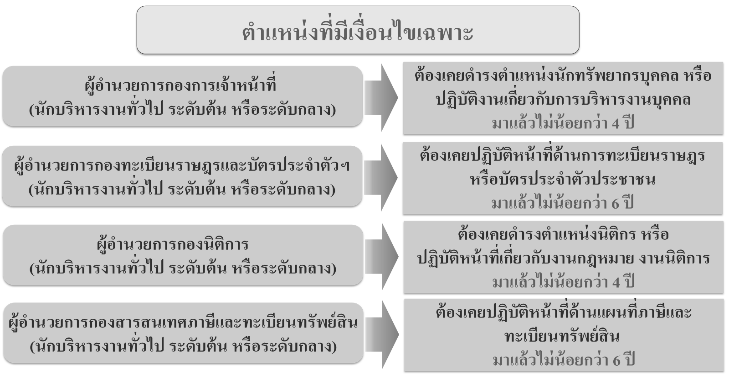 ตำแหน่งที่มีเงื่อนไขเฉพาะ
ผู้อำนวยการกองการเจ้าหน้าที่
(นักบริหารงานทั่วไป ระดับต้น หรือระดับกลาง)
ต้องเคยดำรงตำแหน่งนักทรัพยากรบุคคล หรือ
ปฏิบัติงานเกี่ยวกับการบริหารงานบุคคล
มาแล้วไม่น้อยกว่า 4 ปี
ผู้อำนวยการกองทะเบียนราษฎรและบัตรประจำตัวฯ
(นักบริหารงานทั่วไป ระดับต้น หรือระดับกลาง)
ต้องเคยปฏิบัติหน้าที่ด้านการทะเบียนราษฎร
หรือบัตรประจำตัวประชาชน
มาแล้วไม่น้อยกว่า 6 ปี
ผู้อำนวยการกองนิติการ
(นักบริหารงานทั่วไป ระดับต้น หรือระดับกลาง)
ต้องเคยดำรงตำแหน่งนิติกร หรือ
ปฏิบัติหน้าที่เกี่ยวกับงานกฎหมาย งานนิติการ
มาแล้วไม่น้อยกว่า 4 ปี
ผู้อำนวยการกองสารสนเทศภาษีและทะเบียนทรัพย์สิน
(นักบริหารงานทั่วไป ระดับต้น หรือระดับกลาง)
ต้องเคยปฏิบัติหน้าที่ด้านแผนที่ภาษีและ
ทะเบียนทรัพย์สิน
มาแล้วไม่น้อยกว่า 6 ปี